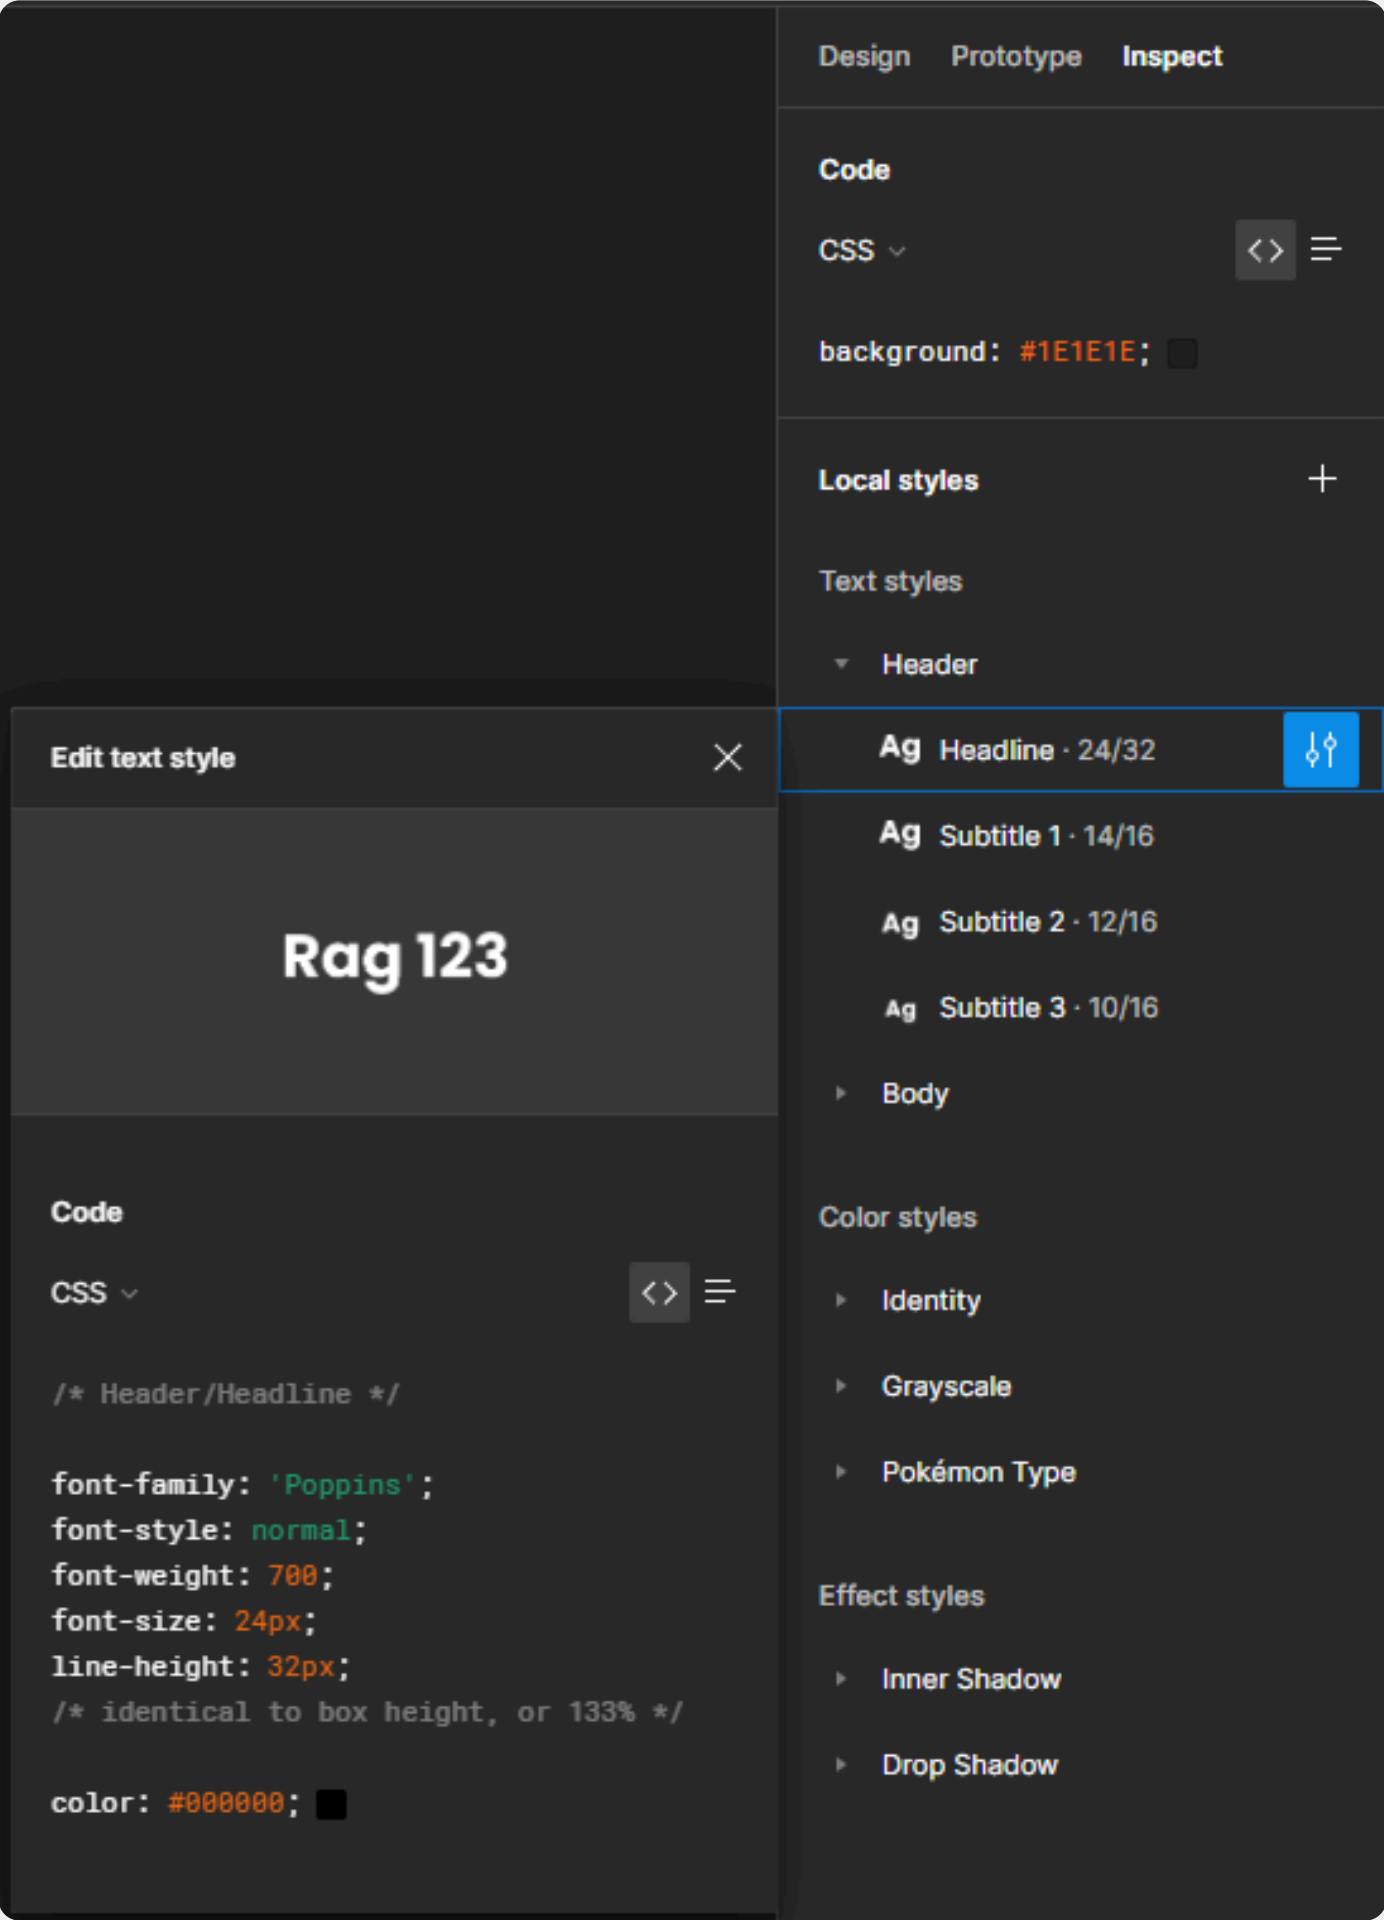 Design Prototype Inspect
Code
CSS
background: #1E1E1E;
Local styles
Text styles
Header
Ag Headline · 24/32
Ag Subtitle 1 · 14/16
Ag Subtitle 2 · 12/16
Ag Subtitle 3 · 10/16
Body
Color styles
Identity
Grayscale
Pokémon Type
Effect styles
Inner Shadow
Drop Shadow
Edit text style
Rag 123
Code
CSS
/* Header/Headline */
font-family: 'Poppins';
font-style: normal;
font-weight: 700;
font-size: 24px;
line-height: 32px;
/* identical to box height, or 133% */
color: #000000;